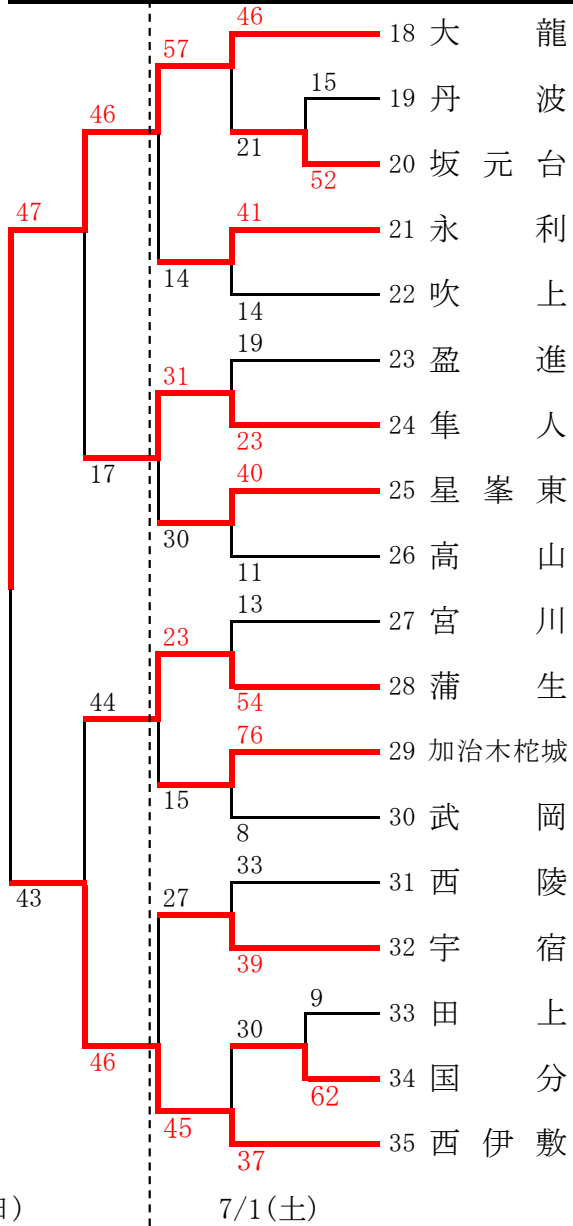 46
18 大龍
57
15
19 丹波
46
21
20 坂元台
52
47
41
21 永利
14
22 吹上
14
19
23 盈進
31
24 隼人
23
17
40
25 星峯東
30
26 高山
11
13
27 宮川
23
28 蒲生
44
54
76
29 加治木柁城
15
30 武岡
8
33
31 西陵
43
27
32 宇宿
39
9
33 田上
30
34 国分
46
62
45
35 西伊敷
37
) 7/1(土)